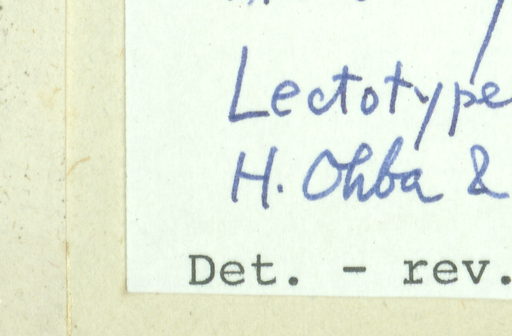 Lectotype
H. Ohba &
Det. - rev.